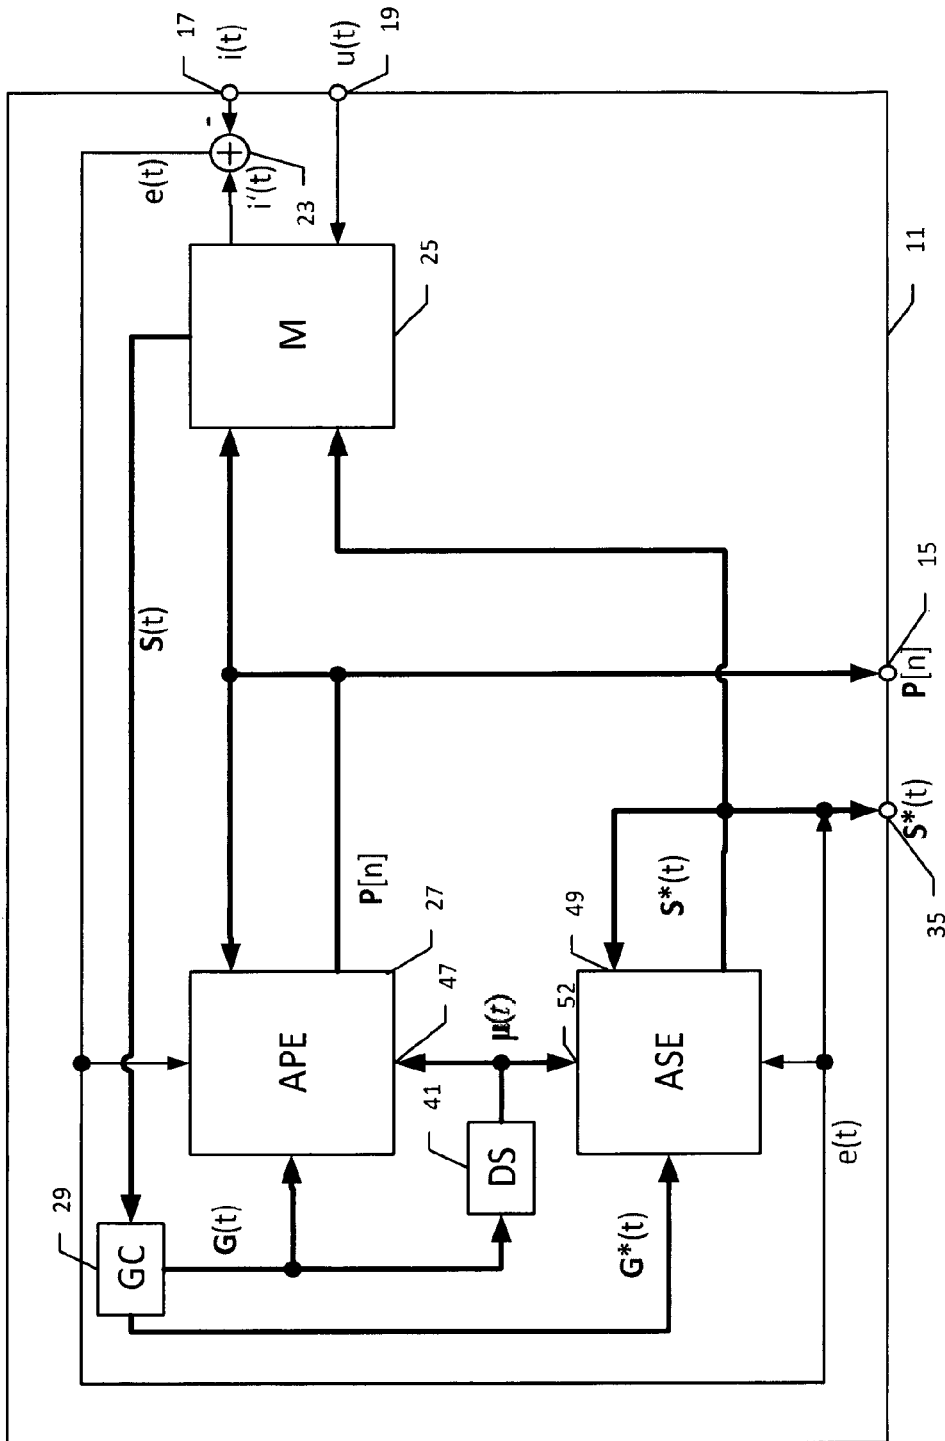 17
i(t)
19
u(t)
-
+
e(t)
i'(t)
23
M
25
11
S(t)
15
P[n]
S*(t)
35
P[n]
27
47
APE
μ(t)
41
DS
S*(t)
49
52
ASE
e(t)
29
GC
G(t)
G*(t)